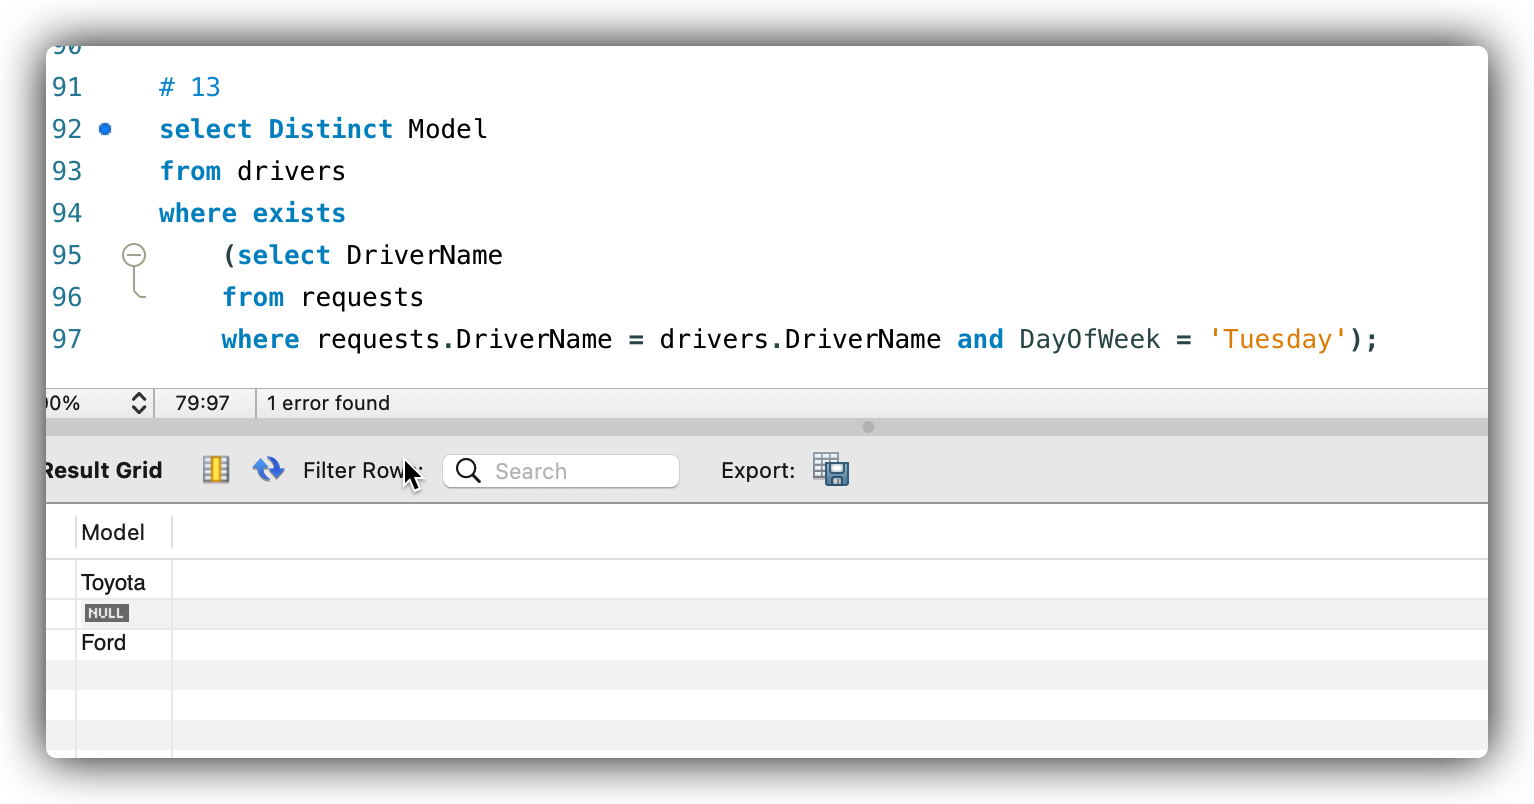 90
91 # 13
92 select Distinct Model
93 from drivers
94 where exists
95 (select DriverName
96 from requests
97 where requests.DriverName = drivers.DriverName and DayOfWeek = 'Tuesday');
00% 79:97 1 error found
Result Grid Filter Rows: Search Export:
Model
Toyota
NULL
Ford